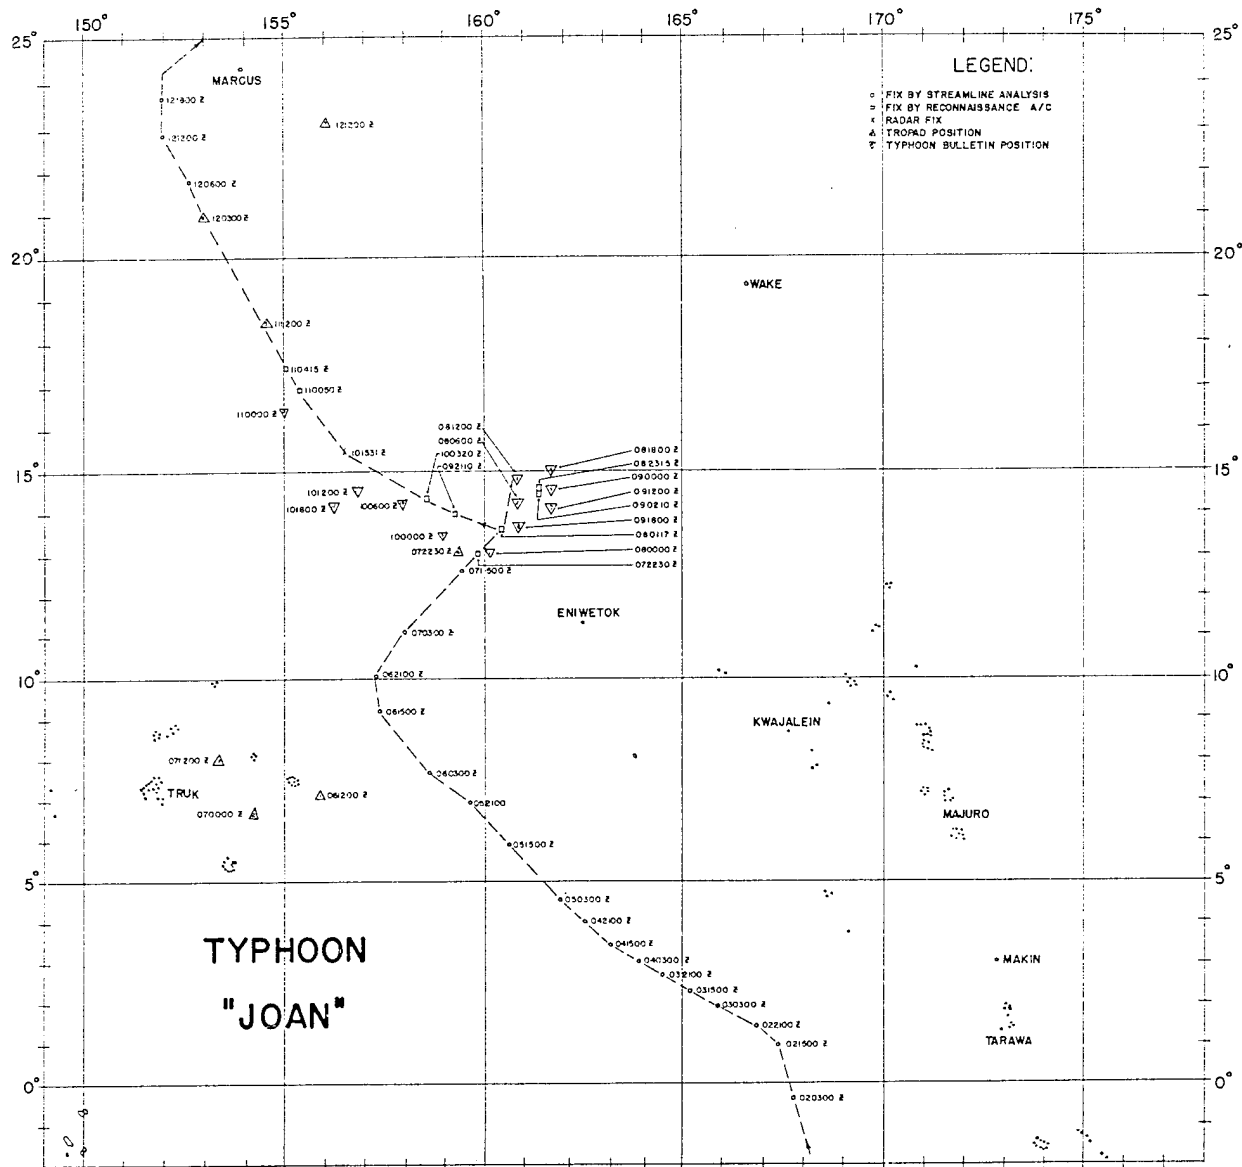 150° 155° 160° 165° 170° 175°
25° 25°
LEGEND:
MARCUS
FIX BY STREAMLINE ANALYSIS
FIX BY RECONNAISSANCE A/C
RADAR FIX
TROPAD POSITION
TYPHOON BULLETIN POSITION
121800 Z
121200 Z
121200 Z
120600 Z
120300 Z
20° 20°
WAKE
111200 Z
110415 Z
110050 Z
110000 Z
081200 Z
080600 Z
100320 Z
092110 Z
101531 Z
081800 Z
082315 Z
090000 Z
091200 Z
090210 Z
091800 Z
080117 Z
080000 Z
072230 Z
15° 15°
101200 Z
101800 Z
100600 Z
100000 Z
072230 Z
071500 Z
ENIWETOK
070300 Z
062100 Z
10° 10°
061500 Z
KWAJALEIN
071200 Z
060300 Z
TRUK
061200 Z
052100
070000 Z
MAJURO
051500 Z
5° 5°
050300 Z
042100 Z
041500 Z
040300 Z
032100 Z
031500 Z
030300 Z
022100 Z
021500 Z
MAKIN
TYPHOON
"JOAN"
TARAWA
0° 0°
020300 Z